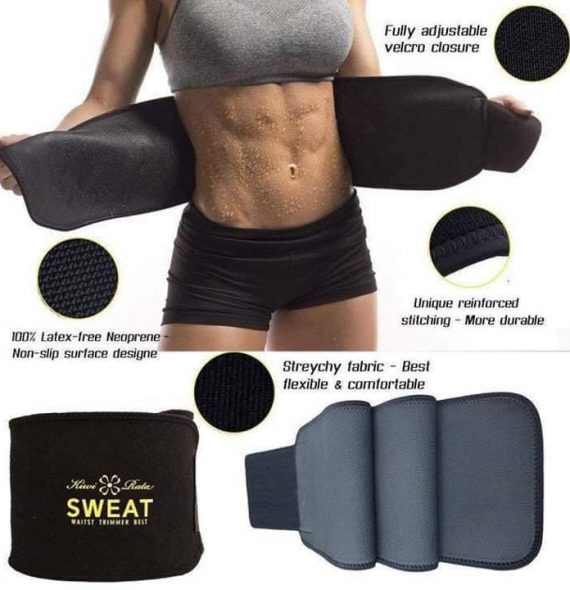 Fully adjustable
velcro closure
Unique reinforced
stitching - More durable
100% Latex-free Neoprene -
Non-slip surface designe
Streychy fabric - Best
flexible & comfortable
Kiwi Rata
SWEAT
WAITST TRIMMER BELT